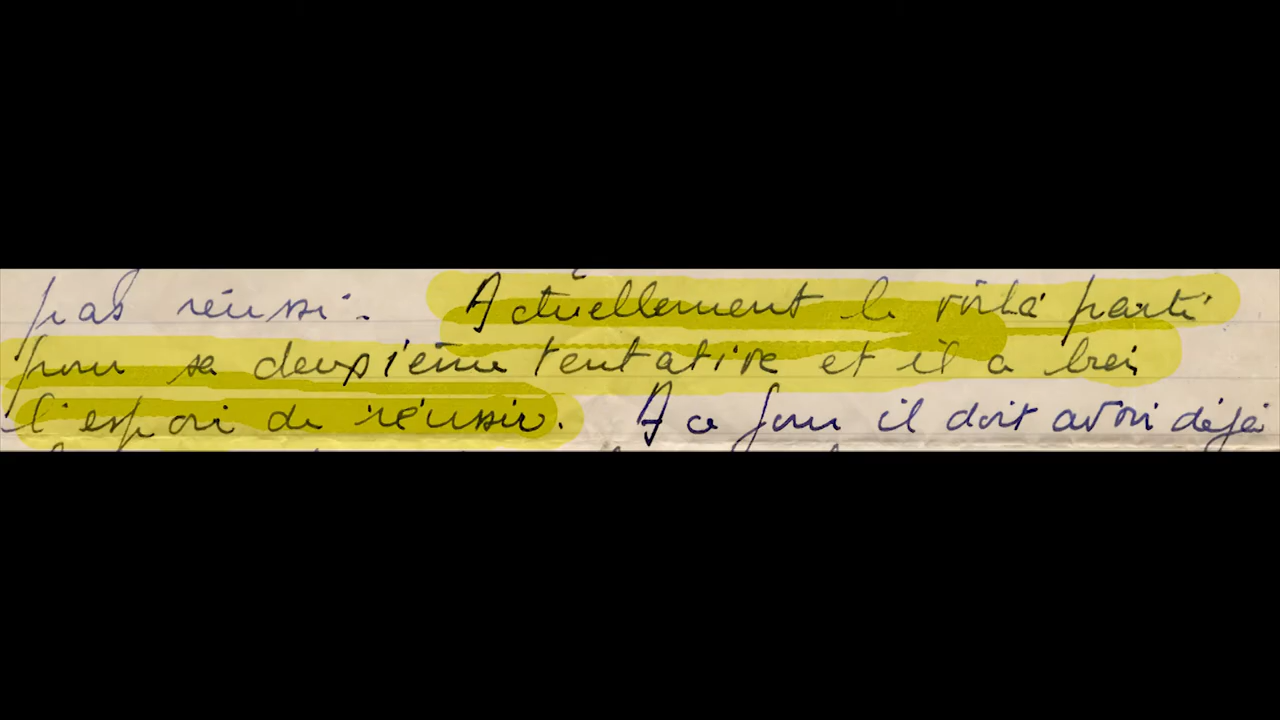 pas réussi. Actuellement le voilà parti
pour sa deuxième tentative et il a bon
l'espoir de réussir. A ce jour il doit avoir déjà